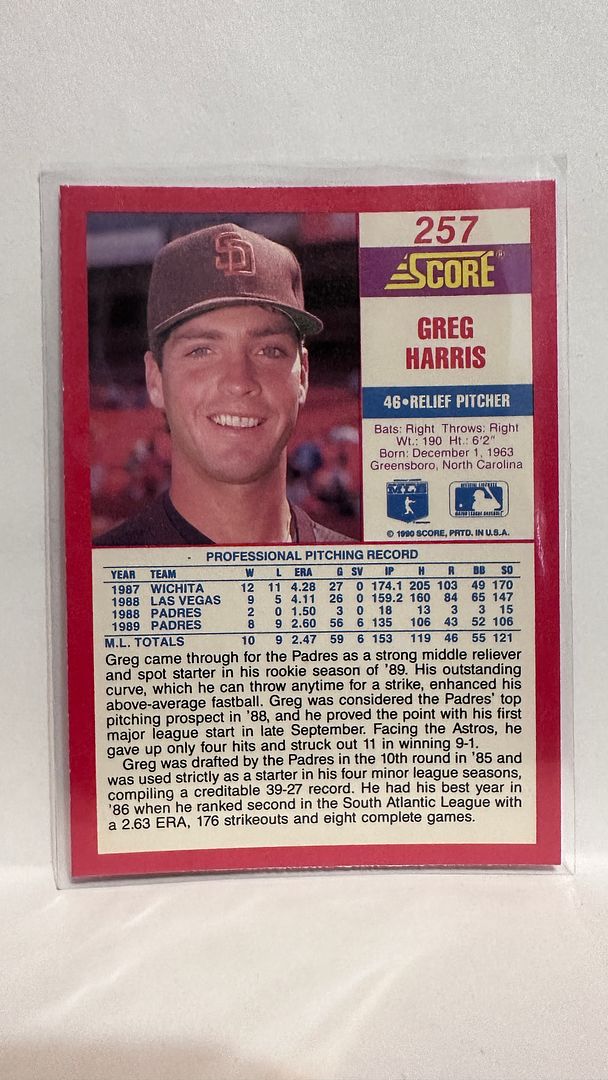 SD
257
SCORE®
GREG
HARRIS
46•RELIEF PITCHER
Bats: Right Throws: Right
Wt.: 190 Ht.: 6'2"
Born: December 1, 1963
Greensboro, North Carolina
© 1990 SCORE, PRTD. IN U.S.A.
PROFESSIONAL PITCHING RECORD
YEAR TEAM W L ERA G SV IP H R BB SO
1987 WICHITA 12 11 4.28 27 0 174.1 205 103 49 170
1988 LAS VEGAS 9 5 4.11 26 0 159.2 160 84 65 147
1988 PADRES 2 0 1.50 3 0 18 13 3 3 15
1989 PADRES 8 9 2.60 56 6 135 106 43 52 106
M.L. TOTALS 10 9 2.47 59 6 153 119 46 55 121
Greg came through for the Padres as a strong middle reliever
and spot starter in his rookie season of '89. His outstanding
curve, which he can throw anytime for a strike, enhanced his
above-average fastball. Greg was considered the Padres' top
pitching prospect in '88, and he proved the point with his first
major league start in late September. Facing the Astros, he
gave up only four hits and struck out 11 in winning 9-1.
Greg was drafted by the Padres in the 10th round in '85 and
was used strictly as a starter in his four minor league seasons,
compiling a creditable 39-27 record. He had his best year in
'86 when he ranked second in the South Atlantic League with
a 2.63 ERA, 176 strikeouts and eight complete games.